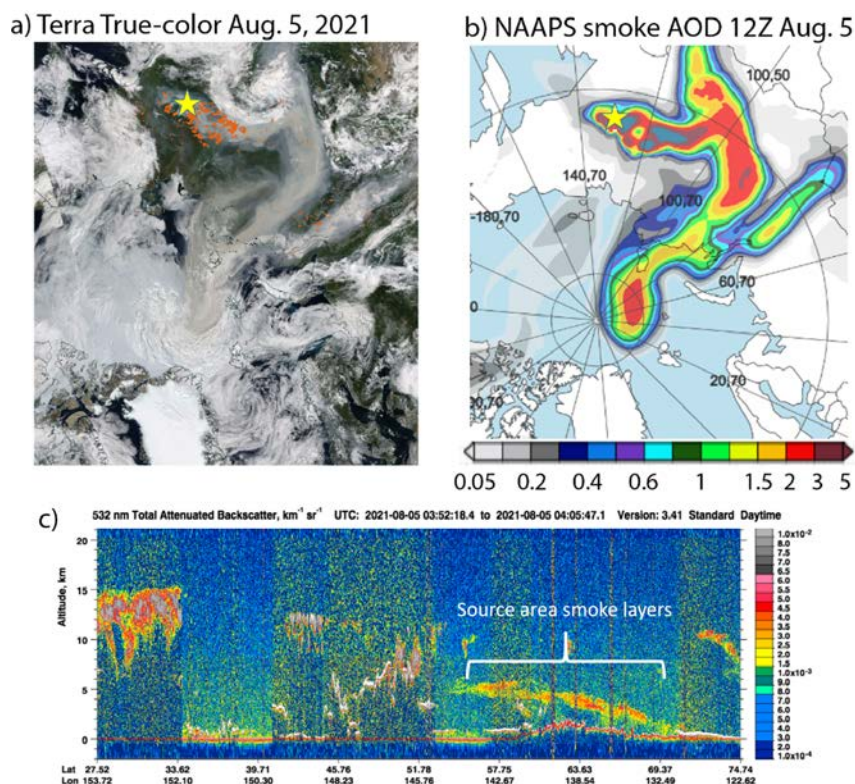 a) Terra True-color Aug. 5, 2021
b) NAAPS smoke AOD 12Z Aug. 5
100,50
140,70
100,70
-180,70
60,70
0
20,70
00,70
0.05 0.2 0.4 0.6 1 1.5 2 3 5
c)
532 nm Total Attenuated Backscatter, km⁻¹ sr⁻¹ UTC: 2021-08-05 03:52:18.4 to 2021-08-05 04:05:47.1 Version: 3.41 Standard Daytime
Altitude, km
20
15
10
5
0
Source area smoke layers
1.0x10⁻²
8.0
7.0
6.5
6.0
5.5
5.0
4.5
4.0
3.5
3.0
2.5
2.0
1.5
1.0x10⁻³
9.0
8.0
7.0
6.0
5.0
4.0
3.0
2.0
1.0x10⁻⁴
Lat 27.52 33.62 39.71 45.76 51.78 57.75 63.63 69.37 74.74
Lon 153.72 152.10 150.30 148.23 145.76 142.67 138.54 132.49 122.62